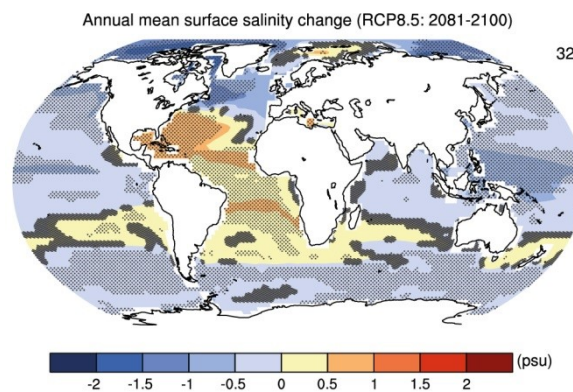 Annual mean surface salinity change (RCP8.5: 2081-2100)
32
-2 -1.5 -1 -0.5 0 0.5 1 1.5 2 (psu)